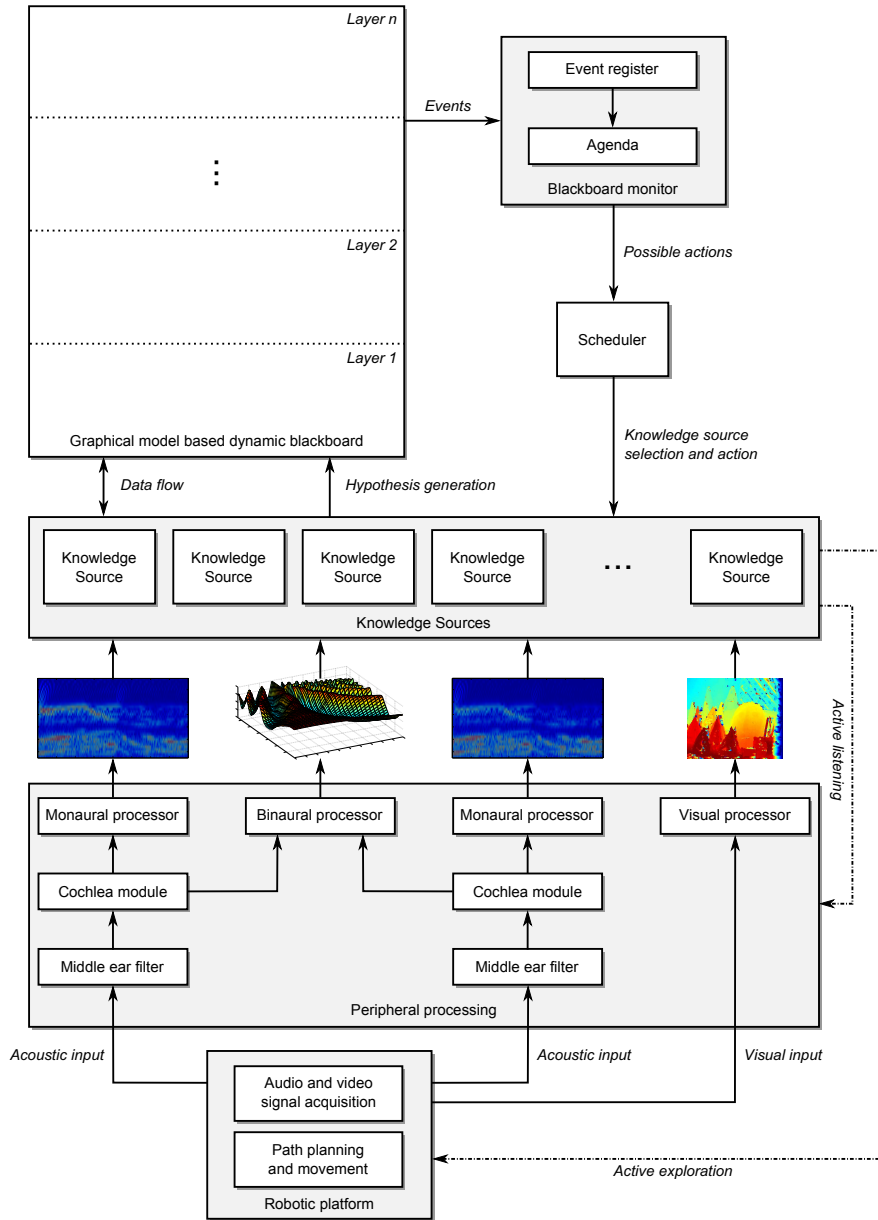 Layer n
Event register
Events
Agenda
Blackboard monitor
Layer 2
Possible actions
Scheduler
Layer 1
Graphical model based dynamic blackboard
Knowledge source
selection and action
Data flow
Hypothesis generation
Knowledge
Source
Knowledge
Source
Knowledge
Source
Knowledge
Source
...
Knowledge
Source
Knowledge Sources
Active listening
Monaural processor
Binaural processor
Monaural processor
Visual processor
Cochlea module
Cochlea module
Middle ear filter
Middle ear filter
Peripheral processing
Acoustic input
Acoustic input
Visual input
Audio and video
signal acquisition
Path planning
and movement
Active exploration
Robotic platform